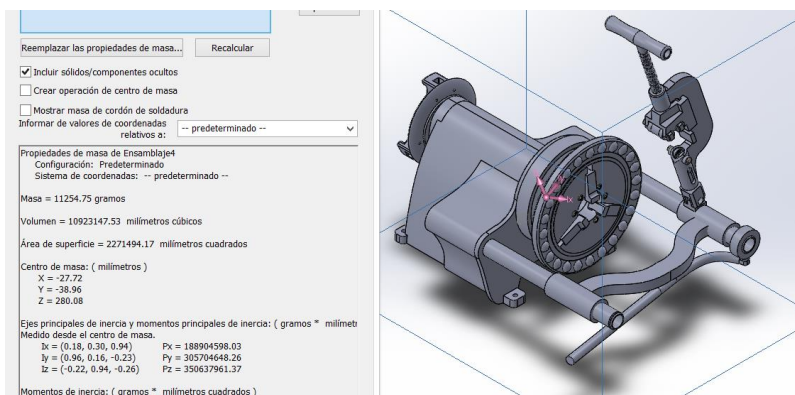 Reemplazar las propiedades de masa...
Recalcular
Incluir sólidos/componentes ocultos
Crear operación de centro de masa
Mostrar masa de cordón de soldadura
Informar de valores de coordenadas
relativos a:
-- predeterminado --
Propiedades de masa de Ensamblaje4
Configuración: Predeterminado
Sistema de coordenadas: -- predeterminado --
Masa = 11254.75 gramos
Volumen = 10923147.53 milímetros cúbicos
Área de superficie = 2271494.17 milímetros cuadrados
Centro de masa: ( milímetros )
X = -27.72
Y = -38.96
Z = 280.08
Ejes principales de inercia y momentos principales de inercia: ( gramos * milímetr
Medido desde el centro de masa.
Ix = (0.18, 0.30, 0.94) Px = 188904598.03
Iy = (0.96, 0.16, -0.23) Py = 305704648.26
Iz = (-0.22, 0.94, -0.26) Pz = 350637961.37
Momentos de inercia: ( gramos * milímetros cuadrados )